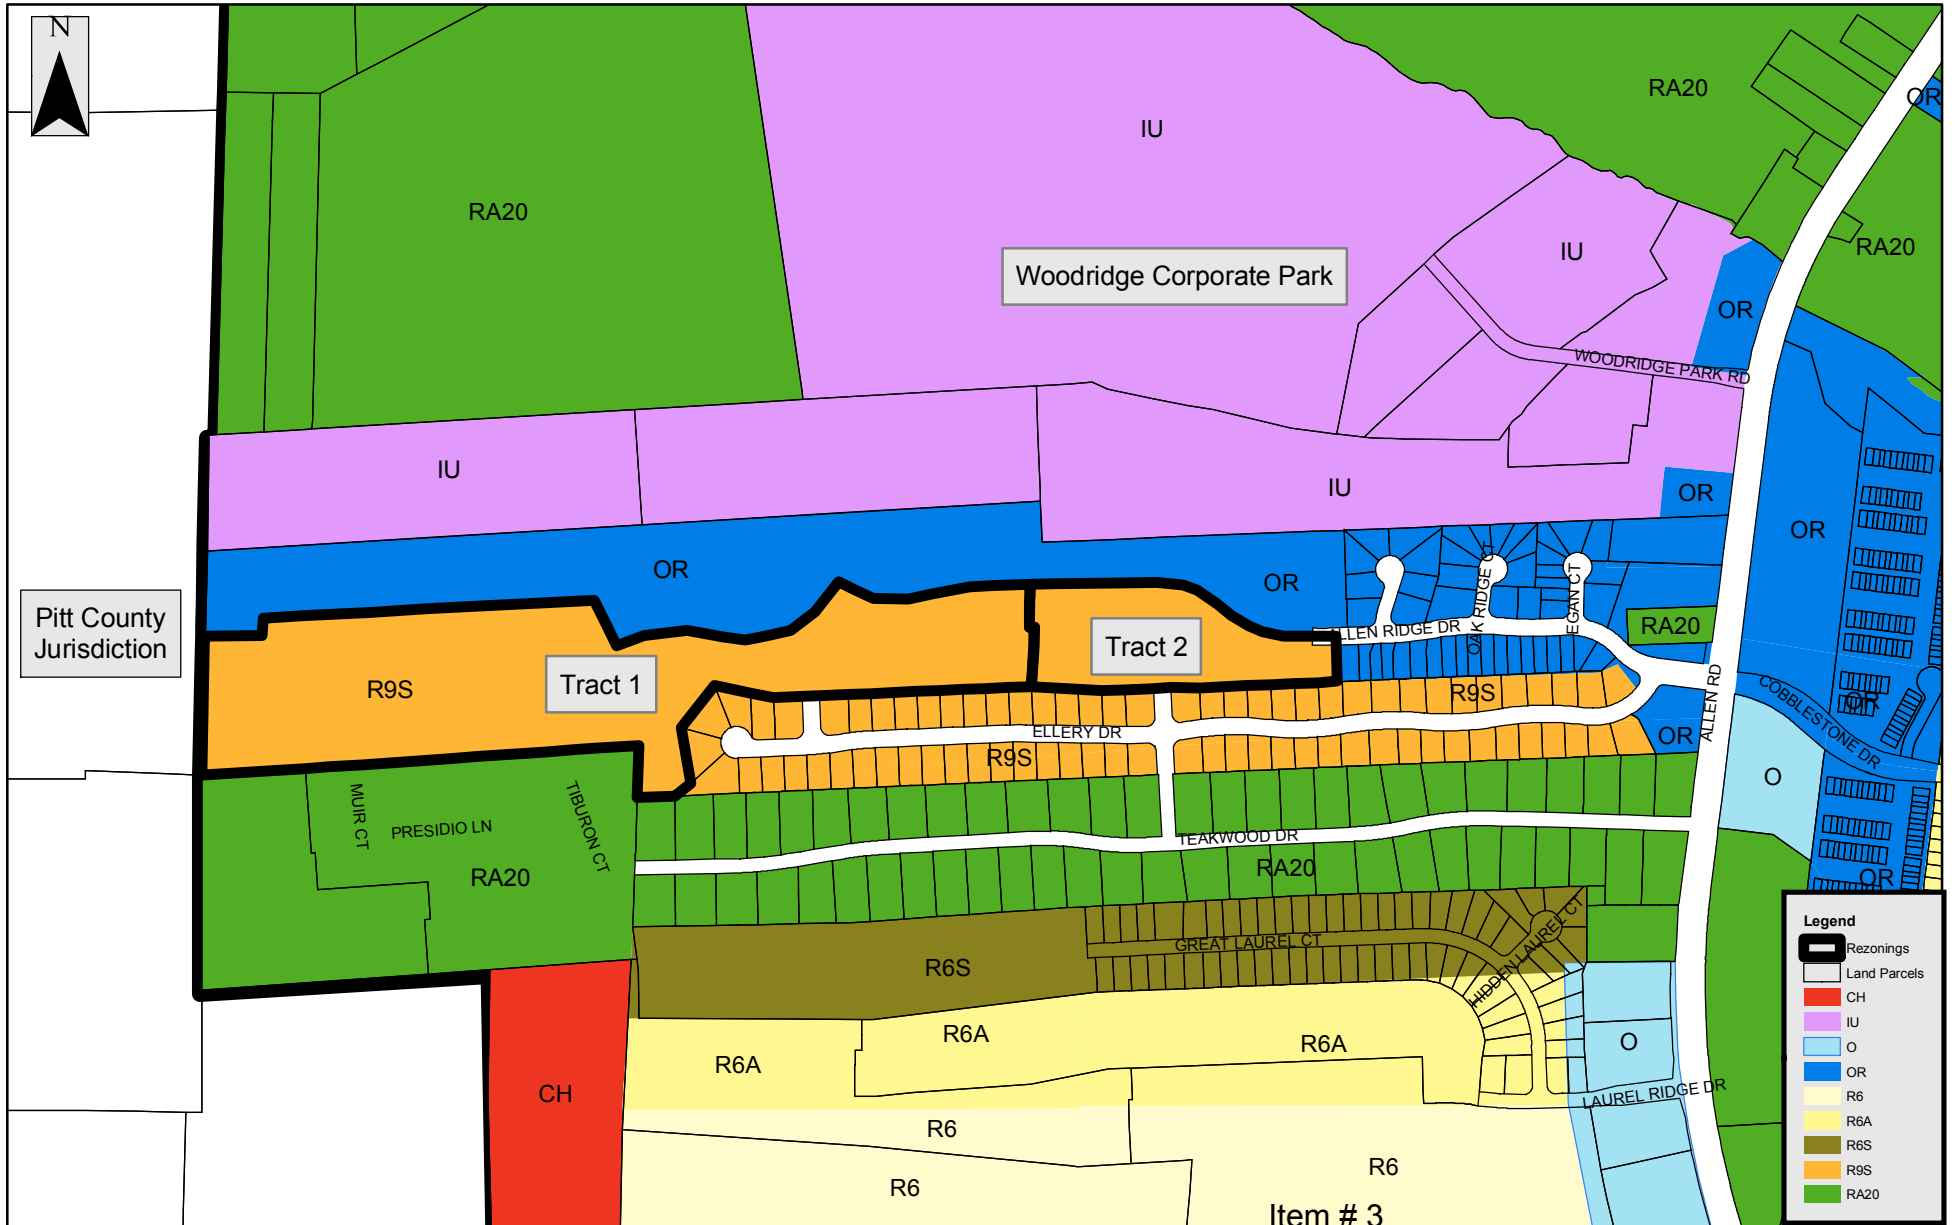 N
RA20
OR
IU
RA20
IU
RA20
Woodridge Corporate Park
OR
WOODRIDGE PARK RD
IU
IU
OR
OR
OR
OR
Pitt County
Jurisdiction
OAK RIDGE CT
EGAN CT
ALLEN RIDGE DR
RA20
Tract 2
Tract 1
R9S
R9S
ALLEN RD
COBBLESTONE DR
OR
ELLERY DR
OR
R9S
O
MUIR CT
PRESIDIO LN
TIBURON CT
TEAKWOOD DR
RA20
RA20
OR
GREAT LAUREL CT
HIDDEN LAUREL CT
R6S
R6A
R6A
R6A
O
CH
LAUREL RIDGE DR
R6
R6
R6
Item # 3
Legend
Rezonings
Land Parcels
CH
IU
O
OR
R6
R6A
R6S
R9S
RA20